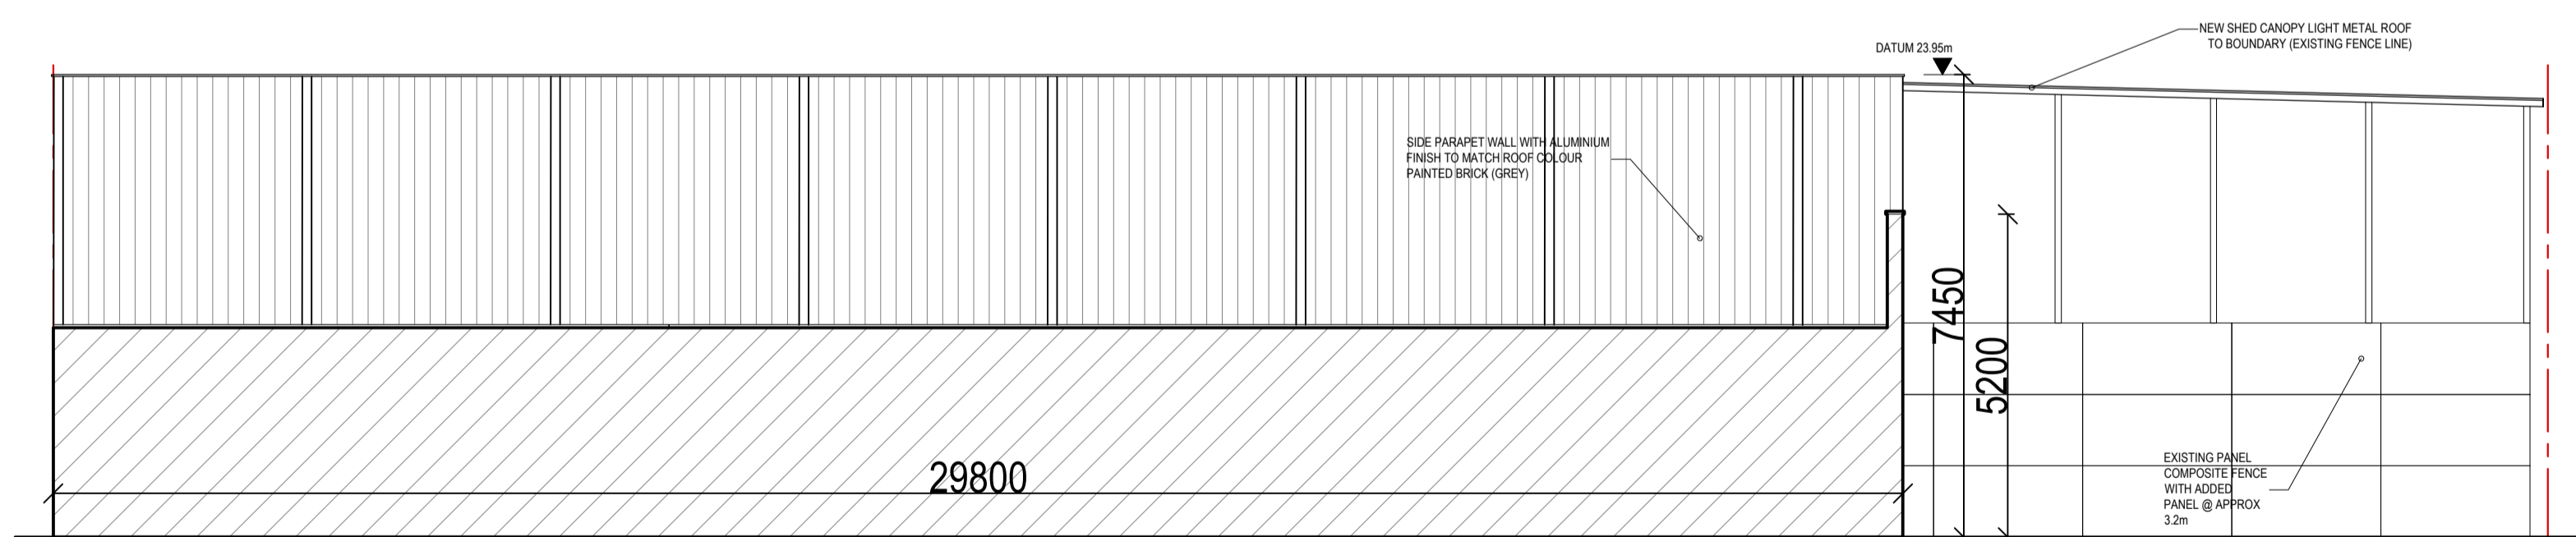 NEW SHED CANOPY LIGHT METAL ROOF
TO BOUNDARY (EXISTING FENCE LINE)
DATUM 23.95m
SIDE PARAPET WALL WITH ALUMINIUM
FINISH TO MATCH ROOF COLOUR
PAINTED BRICK (GREY)
7450
5200
29800
EXISTING PANEL
COMPOSITE FENCE
WITH ADDED
PANEL @ APPROX
3.2m